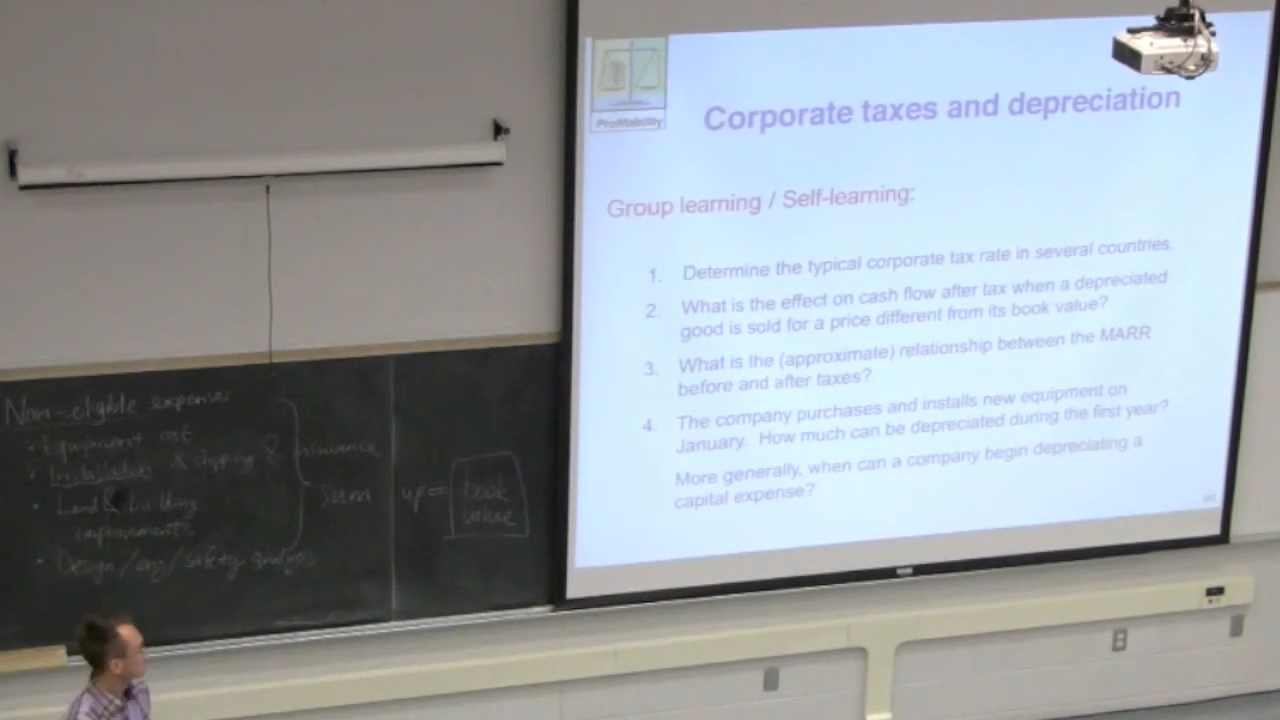 Profitability
Corporate taxes and depreciation
Group learning / Self-learning:
1. Determine the typical corporate tax rate in several countries.
2. What is the effect on cash flow after tax when a depreciated
good is sold for a price different from its book value?
3. What is the (approximate) relationship between the MARR
before and after taxes?
4. The company purchases and installs new equipment on
January. How much can be depreciated during the first year?
More generally, when can a company begin depreciating a
capital expense?
Non-eligible expenses
• Equipment cost
• Installation & shipping & insurance
• Land & building
improvements
• Design/eng/safety analysis
Sum up = book
value